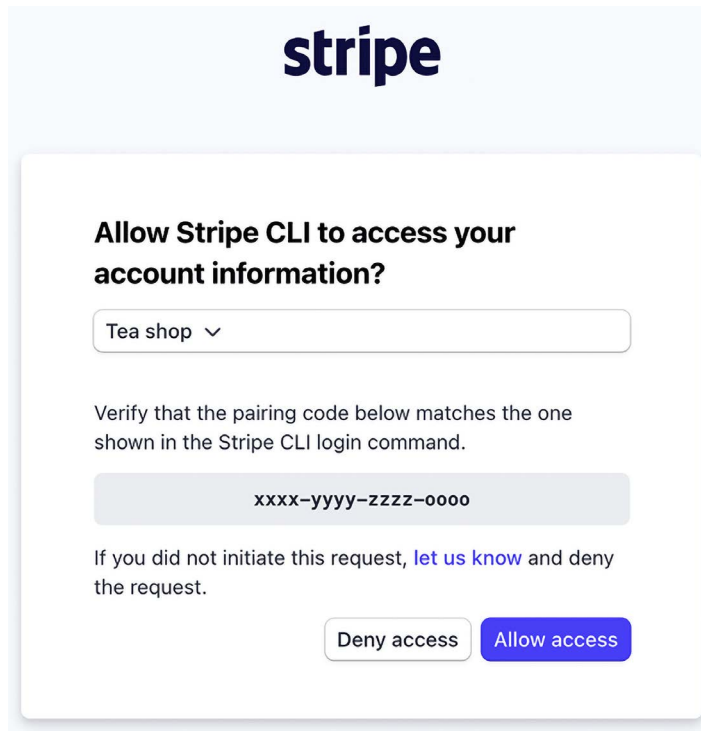 stripe
Allow Stripe CLI to access your
account information?
Tea shop
Verify that the pairing code below matches the one
shown in the Stripe CLI login command.
xxxx-yyyy-zzzz-oooo
If you did not initiate this request, let us know and deny
the request.
Deny access
Allow access